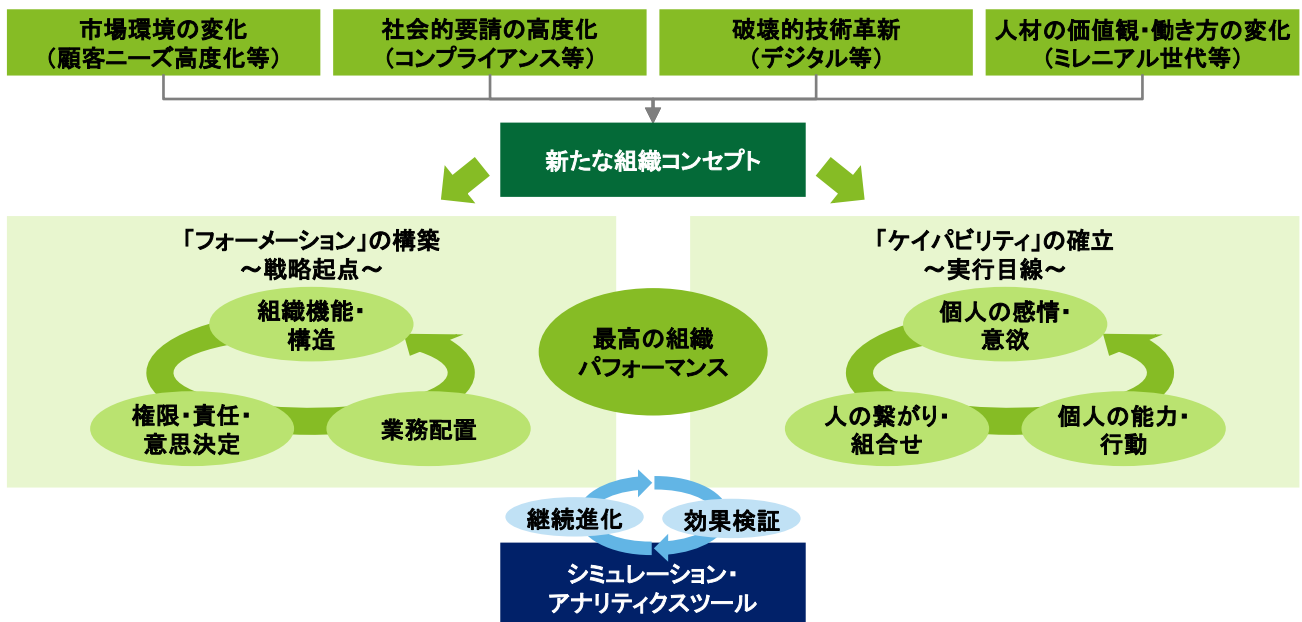 市場環境の変化
（顧客ニーズ高度化等）
社会的要請の高度化
（コンプライアンス等）
破壊的技術革新
（デジタル等）
人材の価値観・働き方の変化
（ミレニアル世代等）
新たな組織コンセプト
「フォーメーション」の構築
～戦略起点～
組織機能・
構造
権限・責任・
意思決定
業務配置
最高の組織
パフォーマンス
「ケイパビリティ」の確立
～実行目線～
個人の感情・
意欲
人の繋がり・
組合せ
個人の能力・
行動
継続進化
効果検証
シミュレーション・
アナリティクスツール